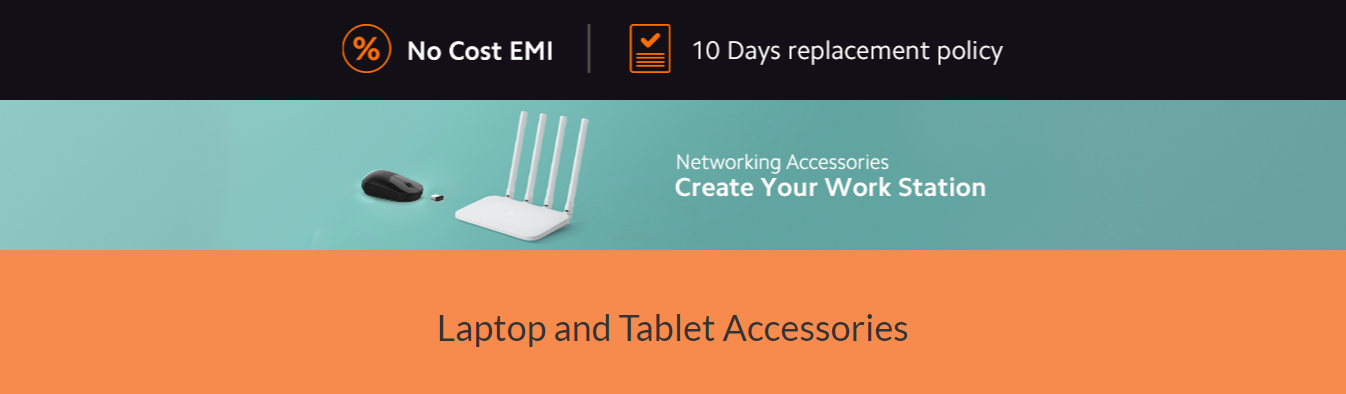 % No Cost EMI
10 Days replacement policy
Networking Accessories
Create Your Work Station
Laptop and Tablet Accessories